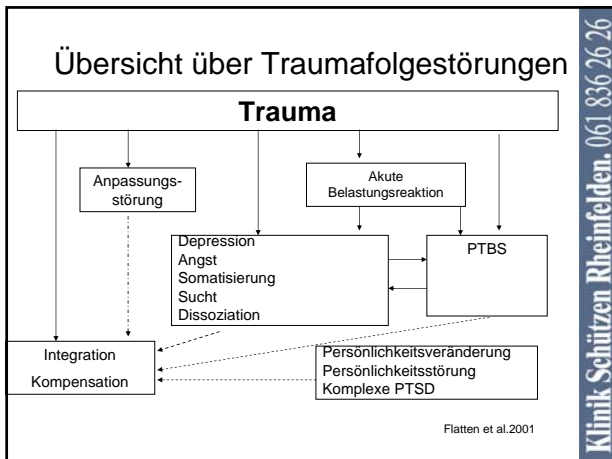 Übersicht über Traumafolgestörungen
Trauma
Anpassungs-
störung
Akute
Belastungsreaktion
Depression
Angst
Somatisierung
Sucht
Dissoziation
PTBS
Integration
Kompensation
Persönlichkeitsveränderung
Persönlichkeitsstörung
Komplexe PTSD
Flatten et al.2001
Klinik Schützen Rheinfelden. 061 836 26 26